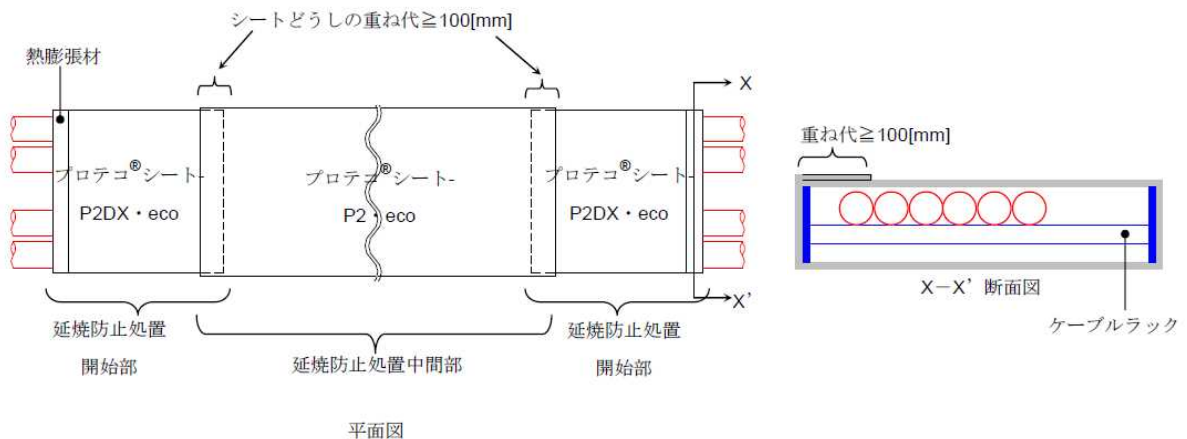 シートどうしの重ね代≧100[mm]
熱膨張材
X
プロテコ®シート-
P2DX・eco
プロテコ®シート-
P2・eco
プロテコ®シート-
P2DX・eco
X’
延焼防止処置
開始部
延焼防止処置中間部
延焼防止処置
開始部
平面図
重ね代≧100[mm]
X－X’ 断面図
ケーブルラック